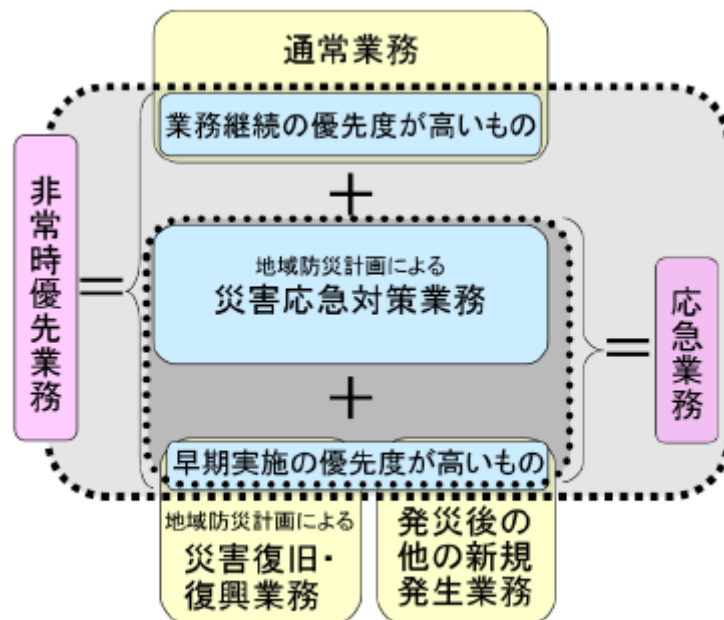 通常業務
業務継続の優先度が高いもの
+
非常時優先業務
=
地域防災計画による
災害応急対策業務
=
応急業務
+
早期実施の優先度が高いもの
地域防災計画による
災害復旧・
復興業務
発災後の
他の新規
発生業務